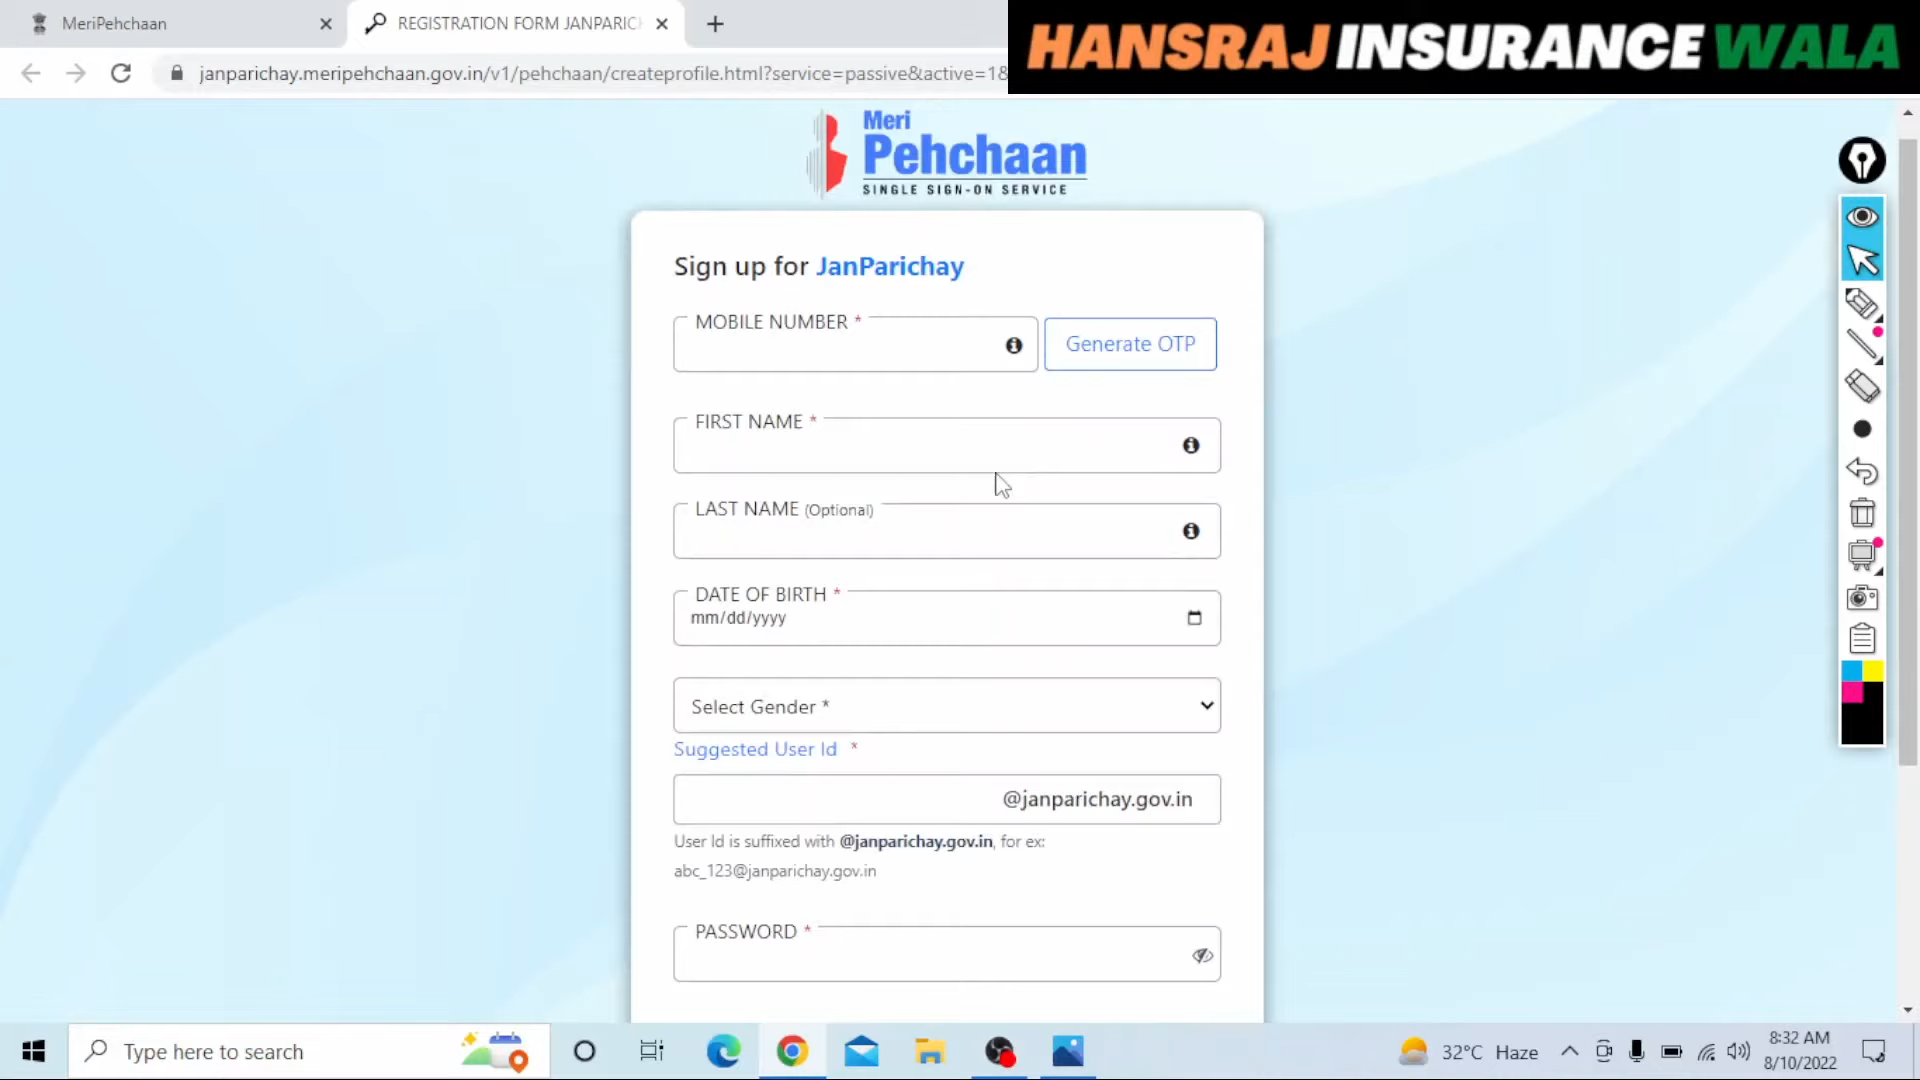 MeriPehchaan
REGISTRATION FORM JANPARICH
HANSRAJ INSURANCE WALA
janparichay.meripehchaan.gov.in/v1/pehchaan/createprofile.html?service=passive&active=18
Meri
Pehchaan
SINGLE SIGN-ON SERVICE
Sign up for JanParichay
MOBILE NUMBER *
Generate OTP
FIRST NAME *
LAST NAME (Optional)
DATE OF BIRTH *
mm/dd/yyyy
Select Gender *
Suggested User Id *
@janparichay.gov.in
User Id is suffixed with @janparichay.gov.in, for ex:
abc_123@janparichay.gov.in
PASSWORD *
Type here to search
32°C Haze
8:32 AM
8/10/2022